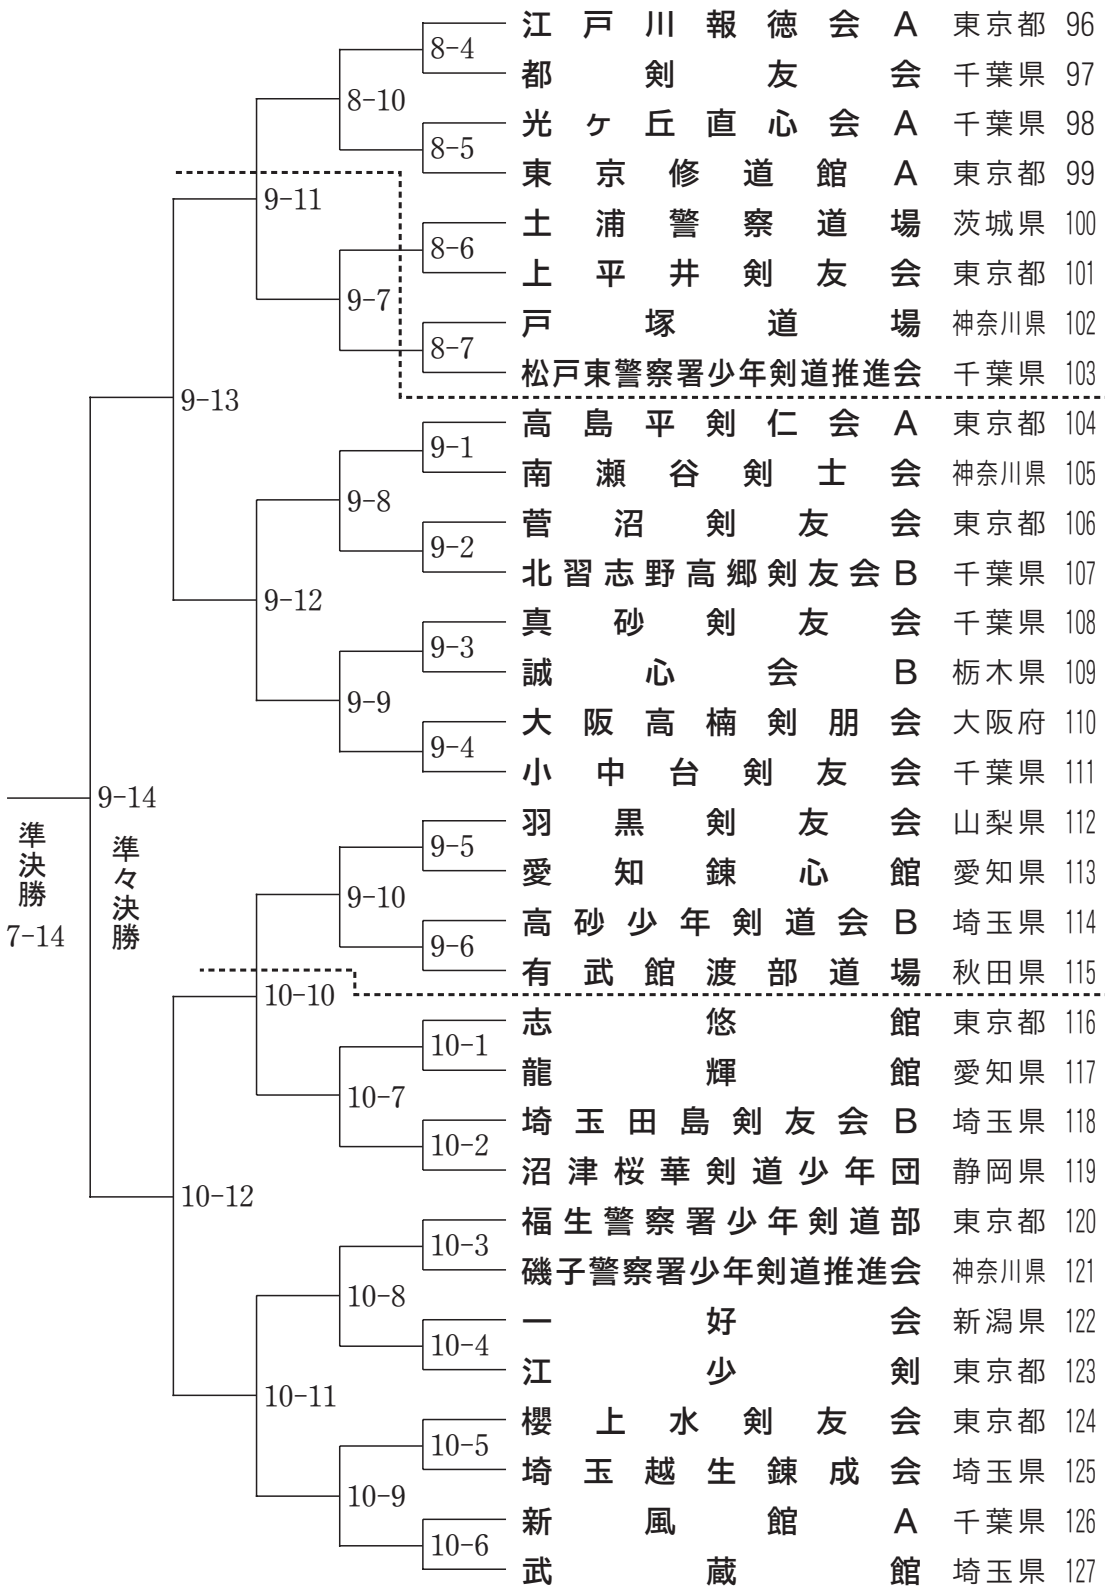 江戸川報徳会A 東京都 96
8-4
都剣友会 千葉県 97
8-10
光ヶ丘直心会A 千葉県 98
8-5
東京修道館A 東京都 99
9-11
土浦警察道場 茨城県 100
8-6
上平井剣友会 東京都 101
9-7
戸塚道場 神奈川県 102
8-7
松戸東警察署少年剣道推進会 千葉県 103
9-13
高島平剣仁会A 東京都 104
9-1
南瀬谷剣士会 神奈川県 105
9-8
菅沼剣友会 東京都 106
9-2
北習志野高郷剣友会B 千葉県 107
9-12
真砂剣友会 千葉県 108
9-3
誠心会B 栃木県 109
9-9
大阪高楠剣朋会 大阪府 110
9-4
小中台剣友会 千葉県 111
9-14
準決勝
7-14
準々決勝
羽黒剣友会 山梨県 112
9-5
愛知錬心館 愛知県 113
9-10
高砂少年剣道会B 埼玉県 114
9-6
有武館渡部道場 秋田県 115
10-10
志悠館 東京都 116
10-1
龍輝館 愛知県 117
10-7
埼玉田島剣友会B 埼玉県 118
10-2
沼津桜華剣道少年団 静岡県 119
10-12
福生警察署少年剣道部 東京都 120
10-3
磯子警察署少年剣道推進会 神奈川県 121
10-8
一好会 新潟県 122
10-4
江少剣 東京都 123
10-11
櫻上水剣友会 東京都 124
10-5
埼玉越生錬成会 埼玉県 125
10-9
新風館A 千葉県 126
10-6
武蔵館 埼玉県 127